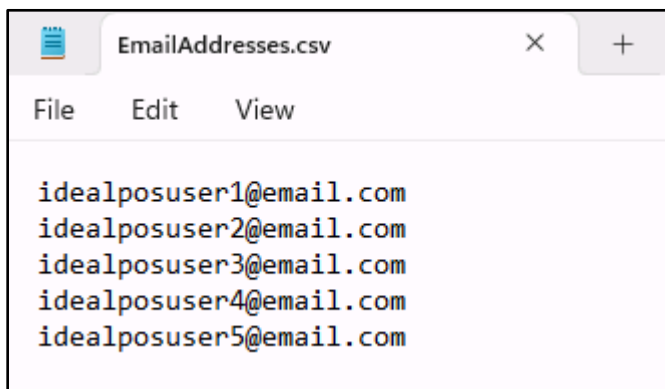 EmailAddresses.csv
File Edit View
idealposuser1@email.com
idealposuser2@email.com
idealposuser3@email.com
idealposuser4@email.com
idealposuser5@email.com